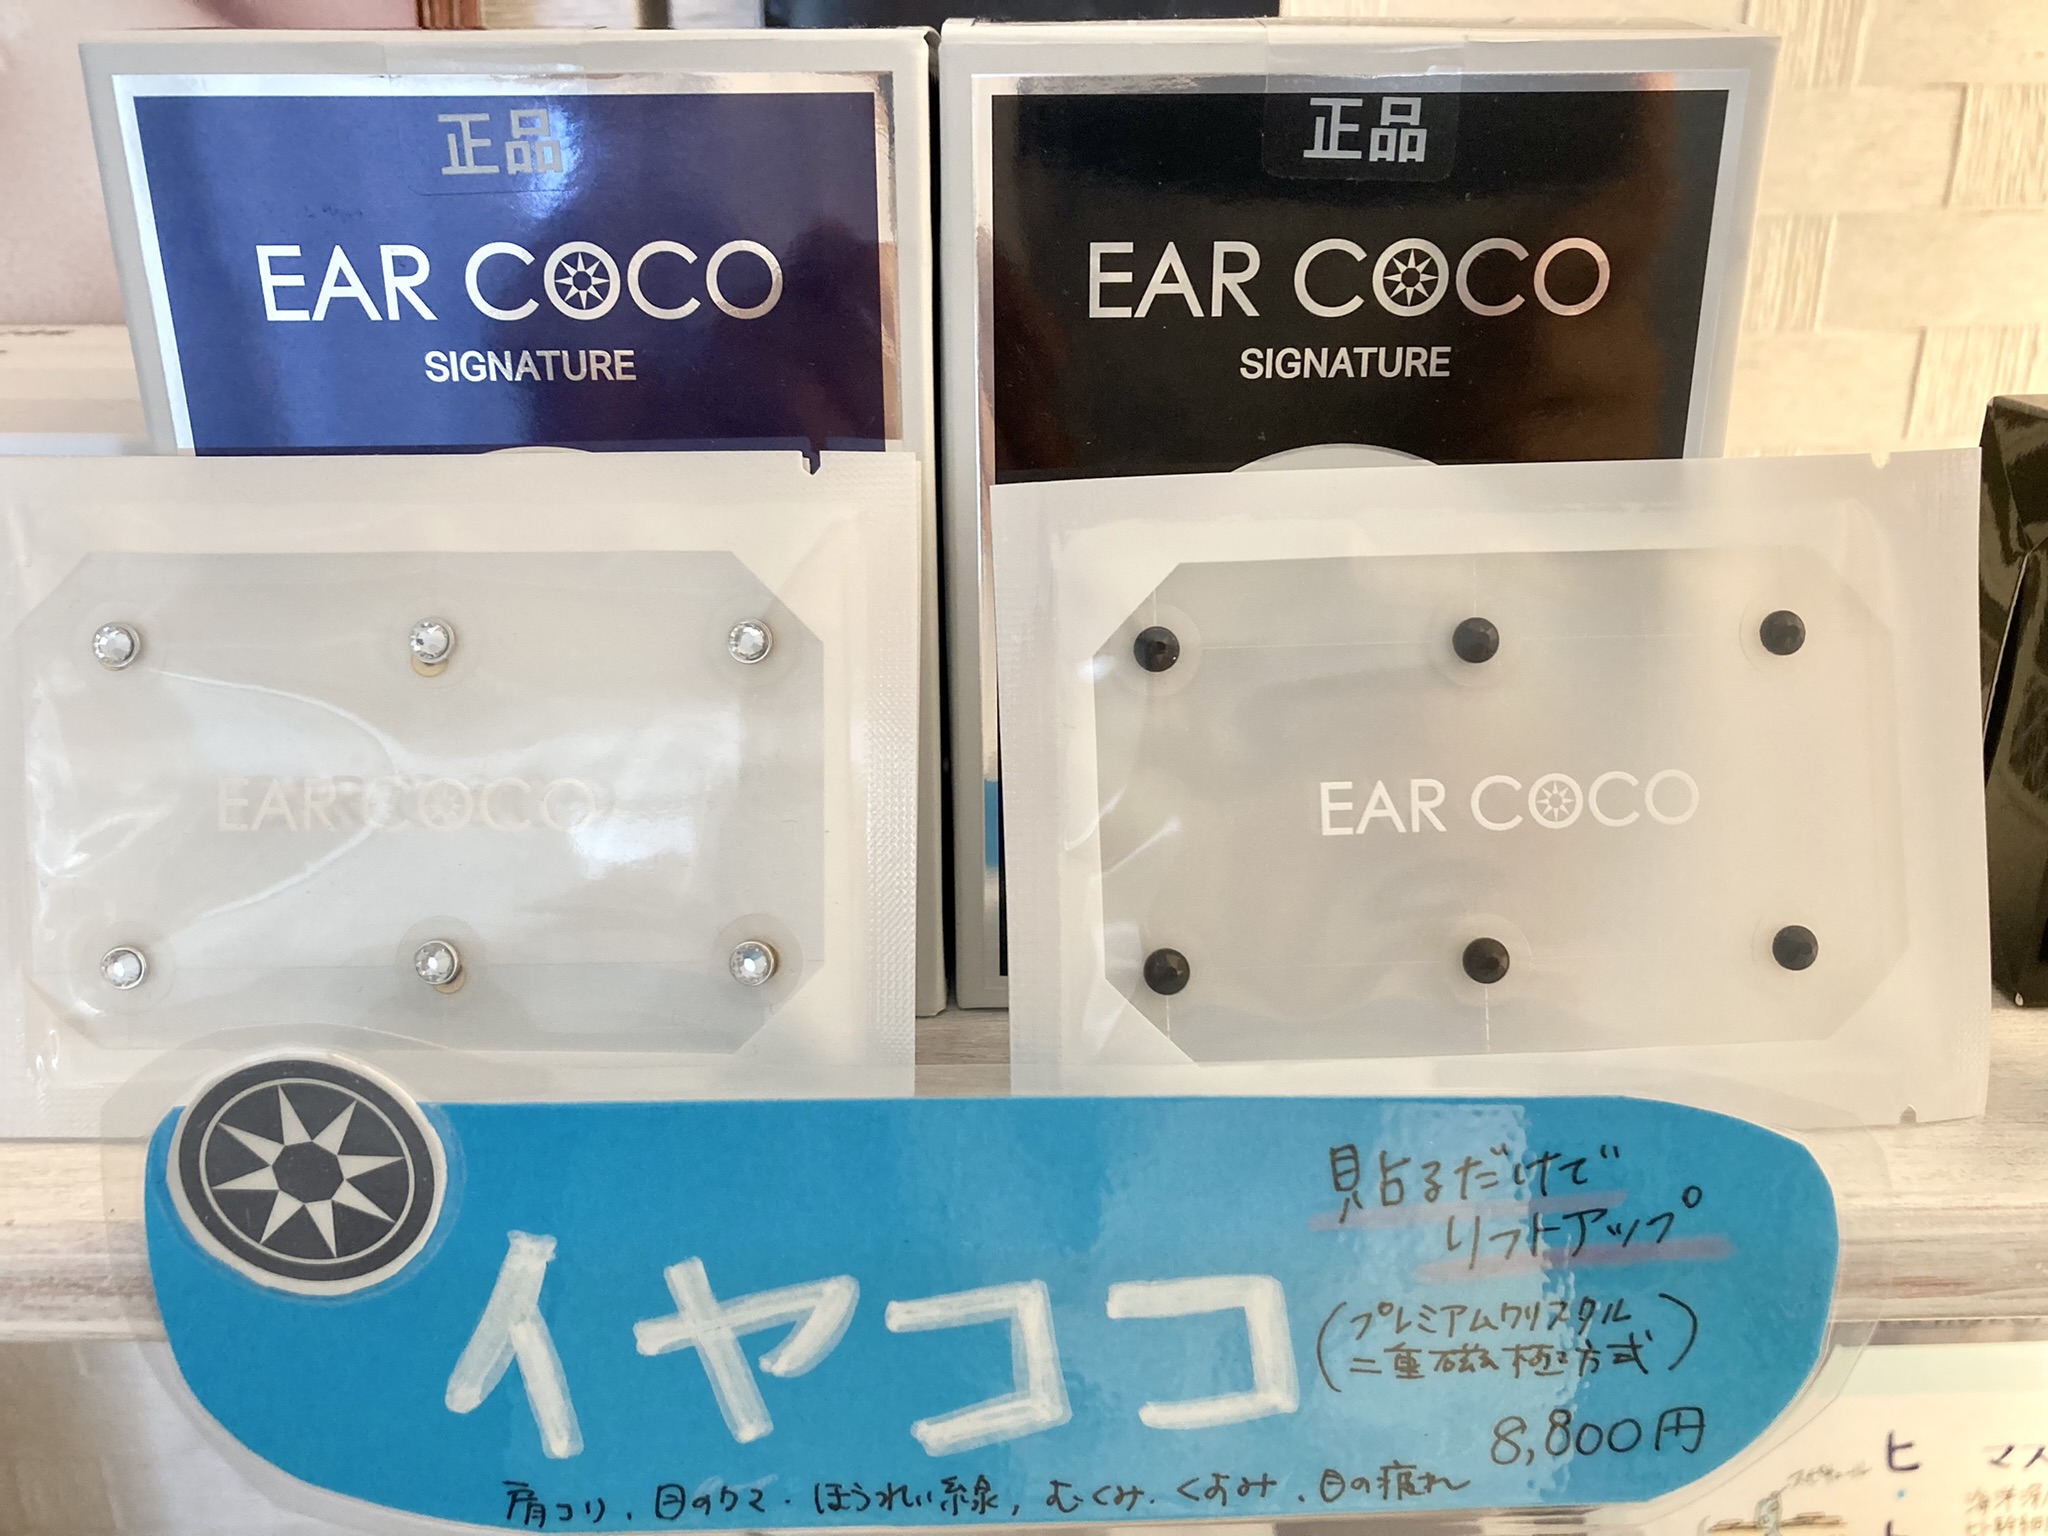 正品
EAR COCO
SIGNATURE
正品
EAR COCO
SIGNATURE
EAR COCO
EAR COCO
貼るだけで
リフトアップ
イヤココ
(プレミアムクリスタル
二重磁極方式)
8,800円
肩コリ、目のクマ・ほうれい線、むくみ・くすみ、目の疲れ
ヒ
マス